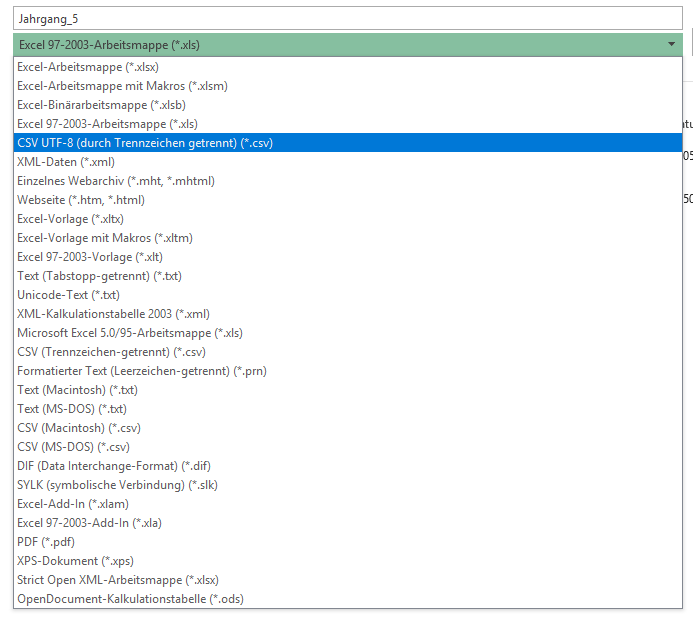 Jahrgang_5
Excel 97-2003-Arbeitsmappe (*.xls)
Excel-Arbeitsmappe (*.xlsx)
Excel-Arbeitsmappe mit Makros (*.xlsm)
Excel-Binärarbeitsmappe (*.xlsb)
Excel 97-2003-Arbeitsmappe (*.xls)
CSV UTF-8 (durch Trennzeichen getrennt) (*.csv)
XML-Daten (*.xml)
Einzelnes Webarchiv (*.mht, *.mhtml)
Webseite (*.htm, *.html)
Excel-Vorlage (*.xltx)
Excel-Vorlage mit Makros (*.xltm)
Excel 97-2003-Vorlage (*.xlt)
Text (Tabstopp-getrennt) (*.txt)
Unicode-Text (*.txt)
XML-Kalkulationstabelle 2003 (*.xml)
Microsoft Excel 5.0/95-Arbeitsmappe (*.xls)
CSV (Trennzeichen-getrennt) (*.csv)
Formatierter Text (Leerzeichen-getrennt) (*.prn)
Text (Macintosh) (*.txt)
Text (MS-DOS) (*.txt)
CSV (Macintosh) (*.csv)
CSV (MS-DOS) (*.csv)
DIF (Data Interchange-Format) (*.dif)
SYLK (symbolische Verbindung) (*.slk)
Excel-Add-In (*.xlam)
Excel 97-2003-Add-In (*.xla)
PDF (*.pdf)
XPS-Dokument (*.xps)
Strict Open XML-Arbeitsmappe (*.xlsx)
OpenDocument-Kalkulationstabelle (*.ods)